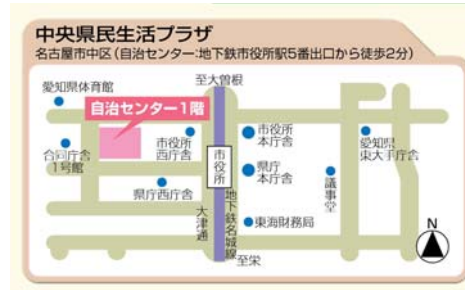 中央県民生活プラザ
名古屋市中区(自治センター:地下鉄市役所駅5番出口から徒歩2分)
至大曽根
愛知県体育館
自治センター1階
合同庁舎
1号館
市役所
西庁舎
市役所
市役所
本庁舎
県庁
本庁舎
愛知県
東大手庁舎
県庁西庁舎
議事堂
大津通
地下鉄名城線
東海財務局
至栄
N